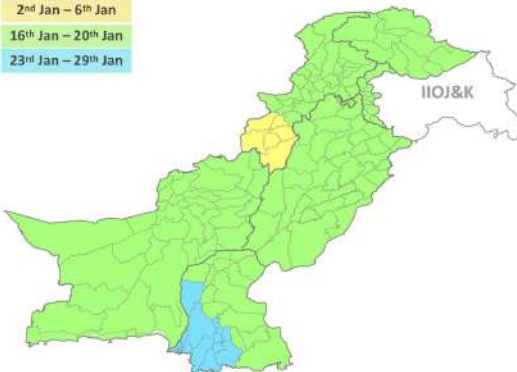 2nd Jan – 6th Jan
16th Jan – 20th Jan
23rd Jan – 29th Jan
IIOJ&K